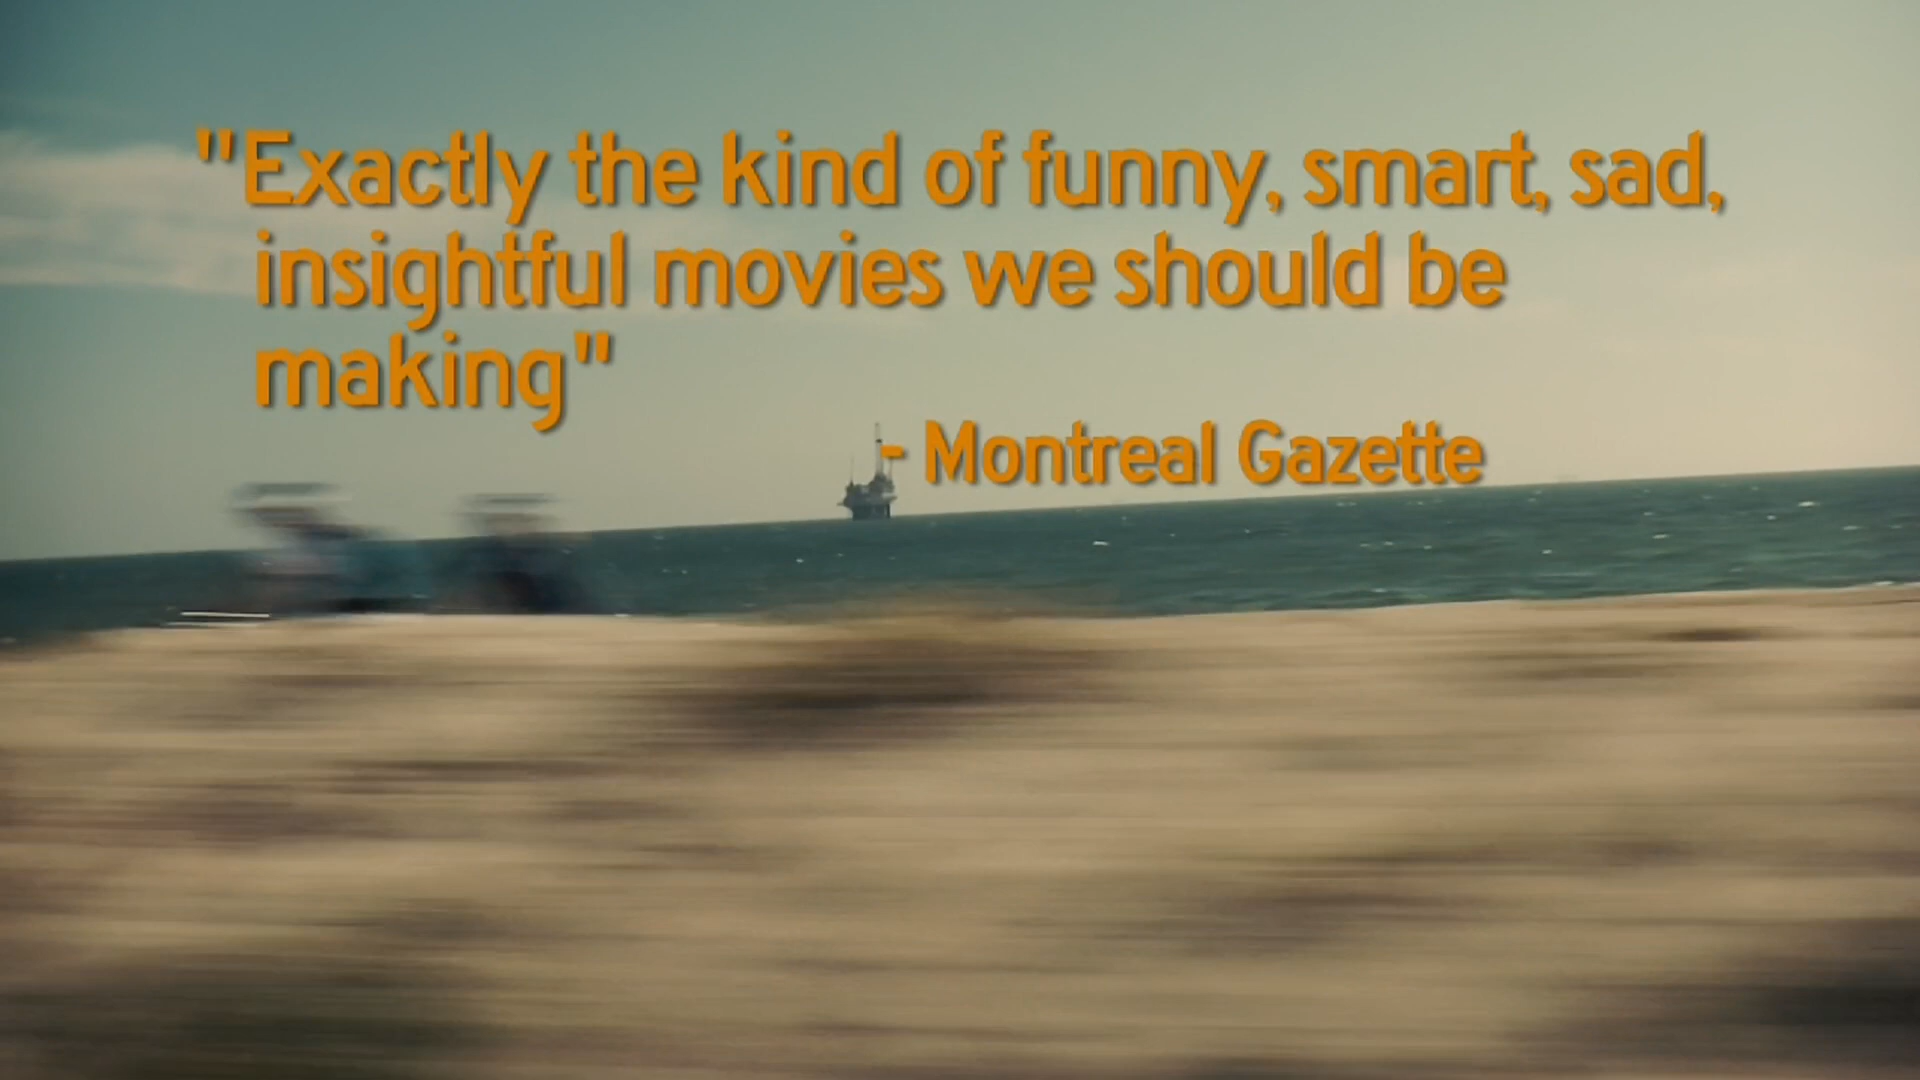 "Exactly the kind of funny, smart, sad,
insightful movies we should be
making"
- Montreal Gazette